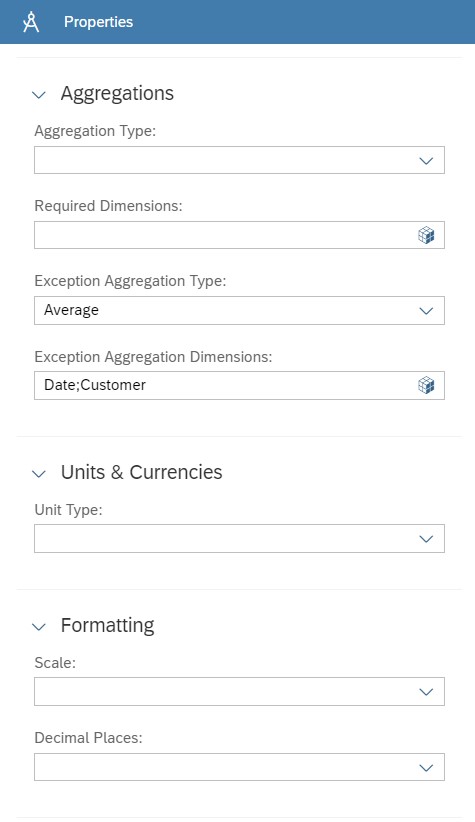 Properties
Aggregations
Aggregation Type:
Required Dimensions:
Exception Aggregation Type:
Average
Exception Aggregation Dimensions:
Date;Customer
Units & Currencies
Unit Type:
Formatting
Scale:
Decimal Places: